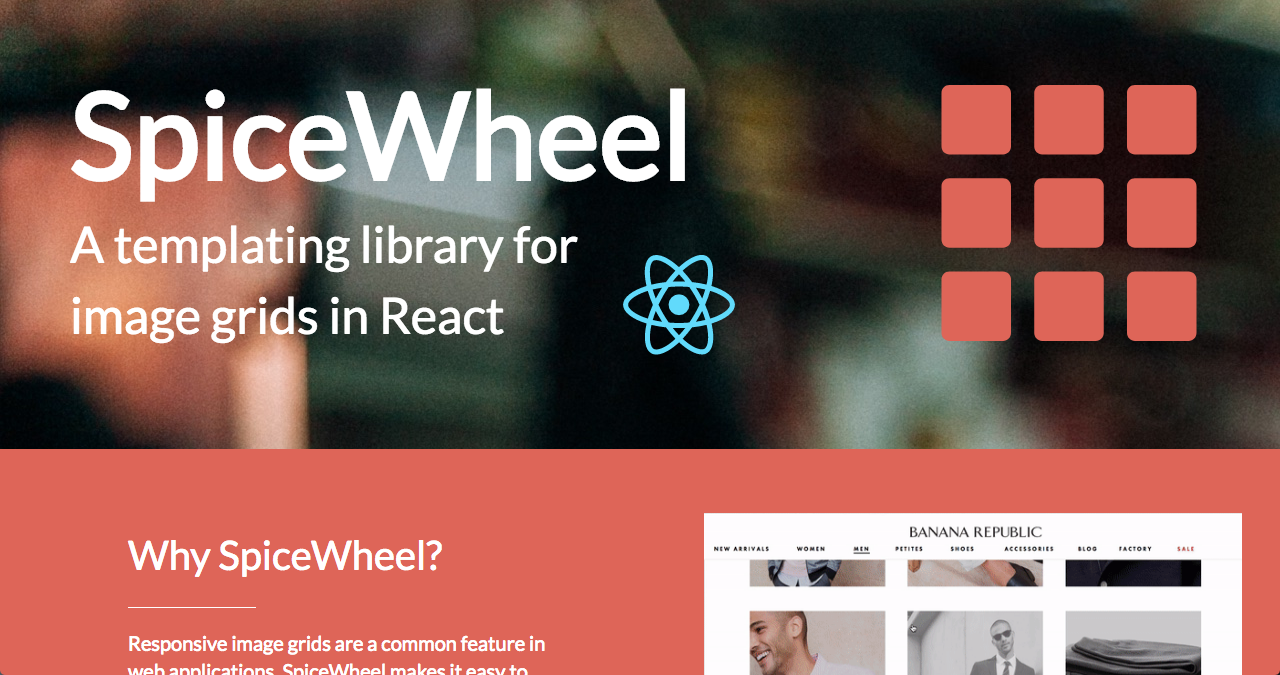 SpiceWheel
A templating library for
image grids in React
Why SpiceWheel?
Responsive image grids are a common feature in
web applications. SpiceWheel makes it easy to
BANANA REPUBLIC
NEW ARRIVALS WOMEN MEN PETITES SHOES ACCESSORIES BLOG FACTORY SALE